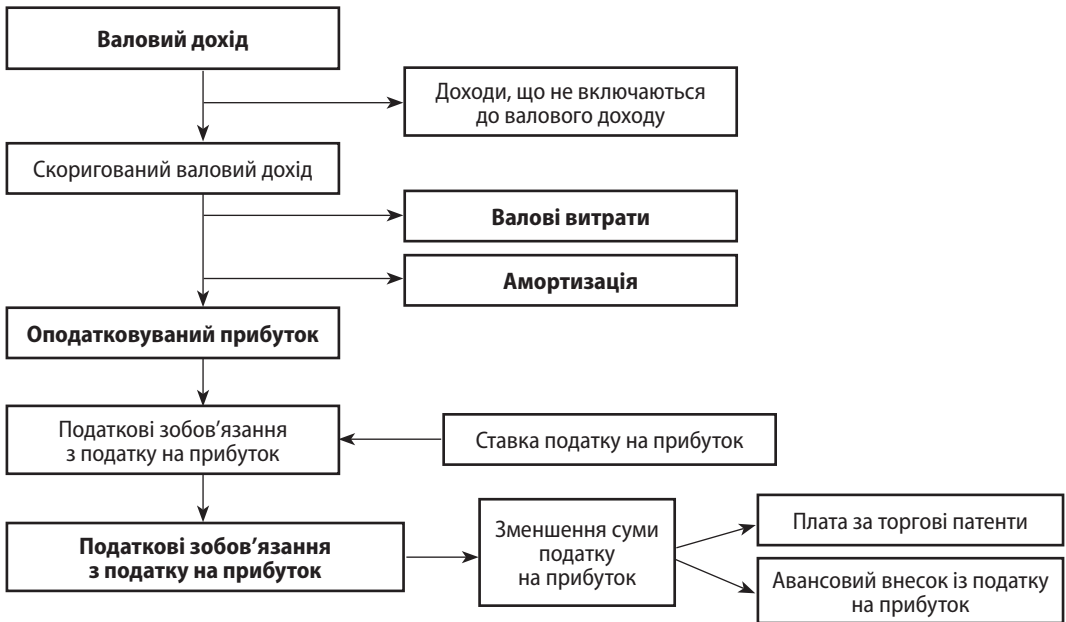 Валовий дохід
Доходи, що не включаються
до валового доходу
Скоригований валовий дохід
Валові витрати
Амортизація
Оподатковуваний прибуток
Податкові зобов’язання
з податку на прибуток
Ставка податку на прибуток
Податкові зобов’язання
з податку на прибуток
Зменшення суми
податку
на прибуток
Плата за торгові патенти
Авансовий внесок із податку
на прибуток